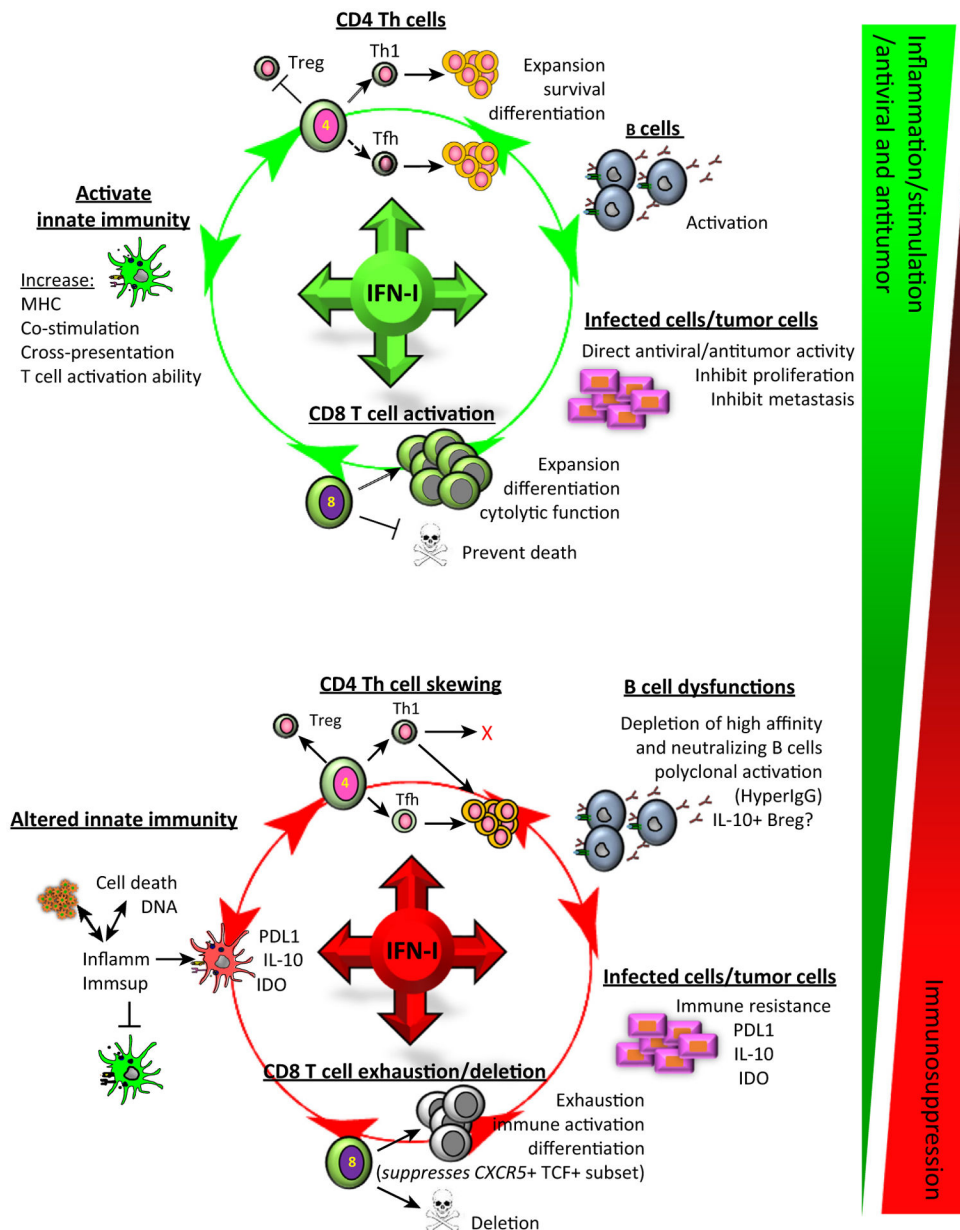 CD4 Th cells
Treg
Th1
4
Tfh
Expansion
survival
differentiation
B cells
Activation
Activate
innate immunity
Increase:
MHC
Co-stimulation
Cross-presentation
T cell activation ability
IFN-I
Infected cells/tumor cells
Direct antiviral/antitumor activity
Inhibit proliferation
Inhibit metastasis
CD8 T cell activation
8
Expansion
differentiation
cytolytic function
Prevent death
Inflammation/stimulation
/antiviral and antitumor
CD4 Th cell skewing
Treg
Th1
X
4
Tfh
B cell dysfunctions
Depletion of high affinity
and neutralizing B cells
polyclonal activation
(HyperIgG)
IL-10+ Breg?
Altered innate immunity
Cell death
DNA
Inflamm
Immsup
PDL1
IL-10
IDO
IFN-I
Infected cells/tumor cells
Immune resistance
PDL1
IL-10
IDO
CD8 T cell exhaustion/deletion
8
Exhaustion
immune activation
differentiation
(suppresses CXCR5+ TCF+ subset)
Deletion
Immunosuppression